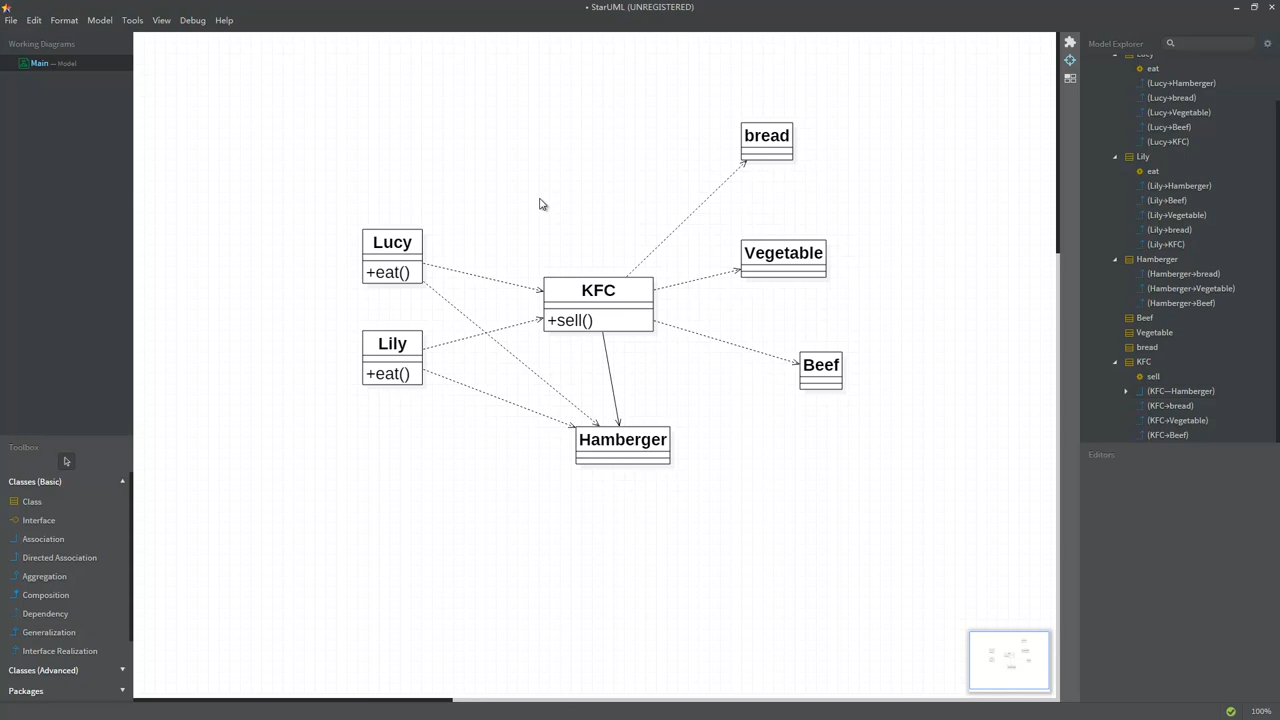 • StarUML (UNREGISTERED)
File Edit Format Model Tools View Debug Help
Working Diagrams
Main — Model
Toolbox
Classes (Basic)
Class
Interface
Association
Directed Association
Aggregation
Composition
Dependency
Generalization
Interface Realization
Classes (Advanced)
Packages
bread
Lucy
+eat()
Vegetable
KFC
+sell()
Lily
+eat()
Beef
Hamberger
Model Explorer
Lucy
eat
(Lucy→Hamberger)
(Lucy→bread)
(Lucy→Vegetable)
(Lucy→Beef)
(Lucy→KFC)
Lily
eat
(Lily→Hamberger)
(Lily→Beef)
(Lily→Vegetable)
(Lily→bread)
(Lily→KFC)
Hamberger
(Hamberger→bread)
(Hamberger→Vegetable)
(Hamberger→Beef)
Beef
Vegetable
bread
KFC
sell
(KFC—Hamberger)
(KFC→bread)
(KFC→Vegetable)
(KFC→Beef)
Editors
100%